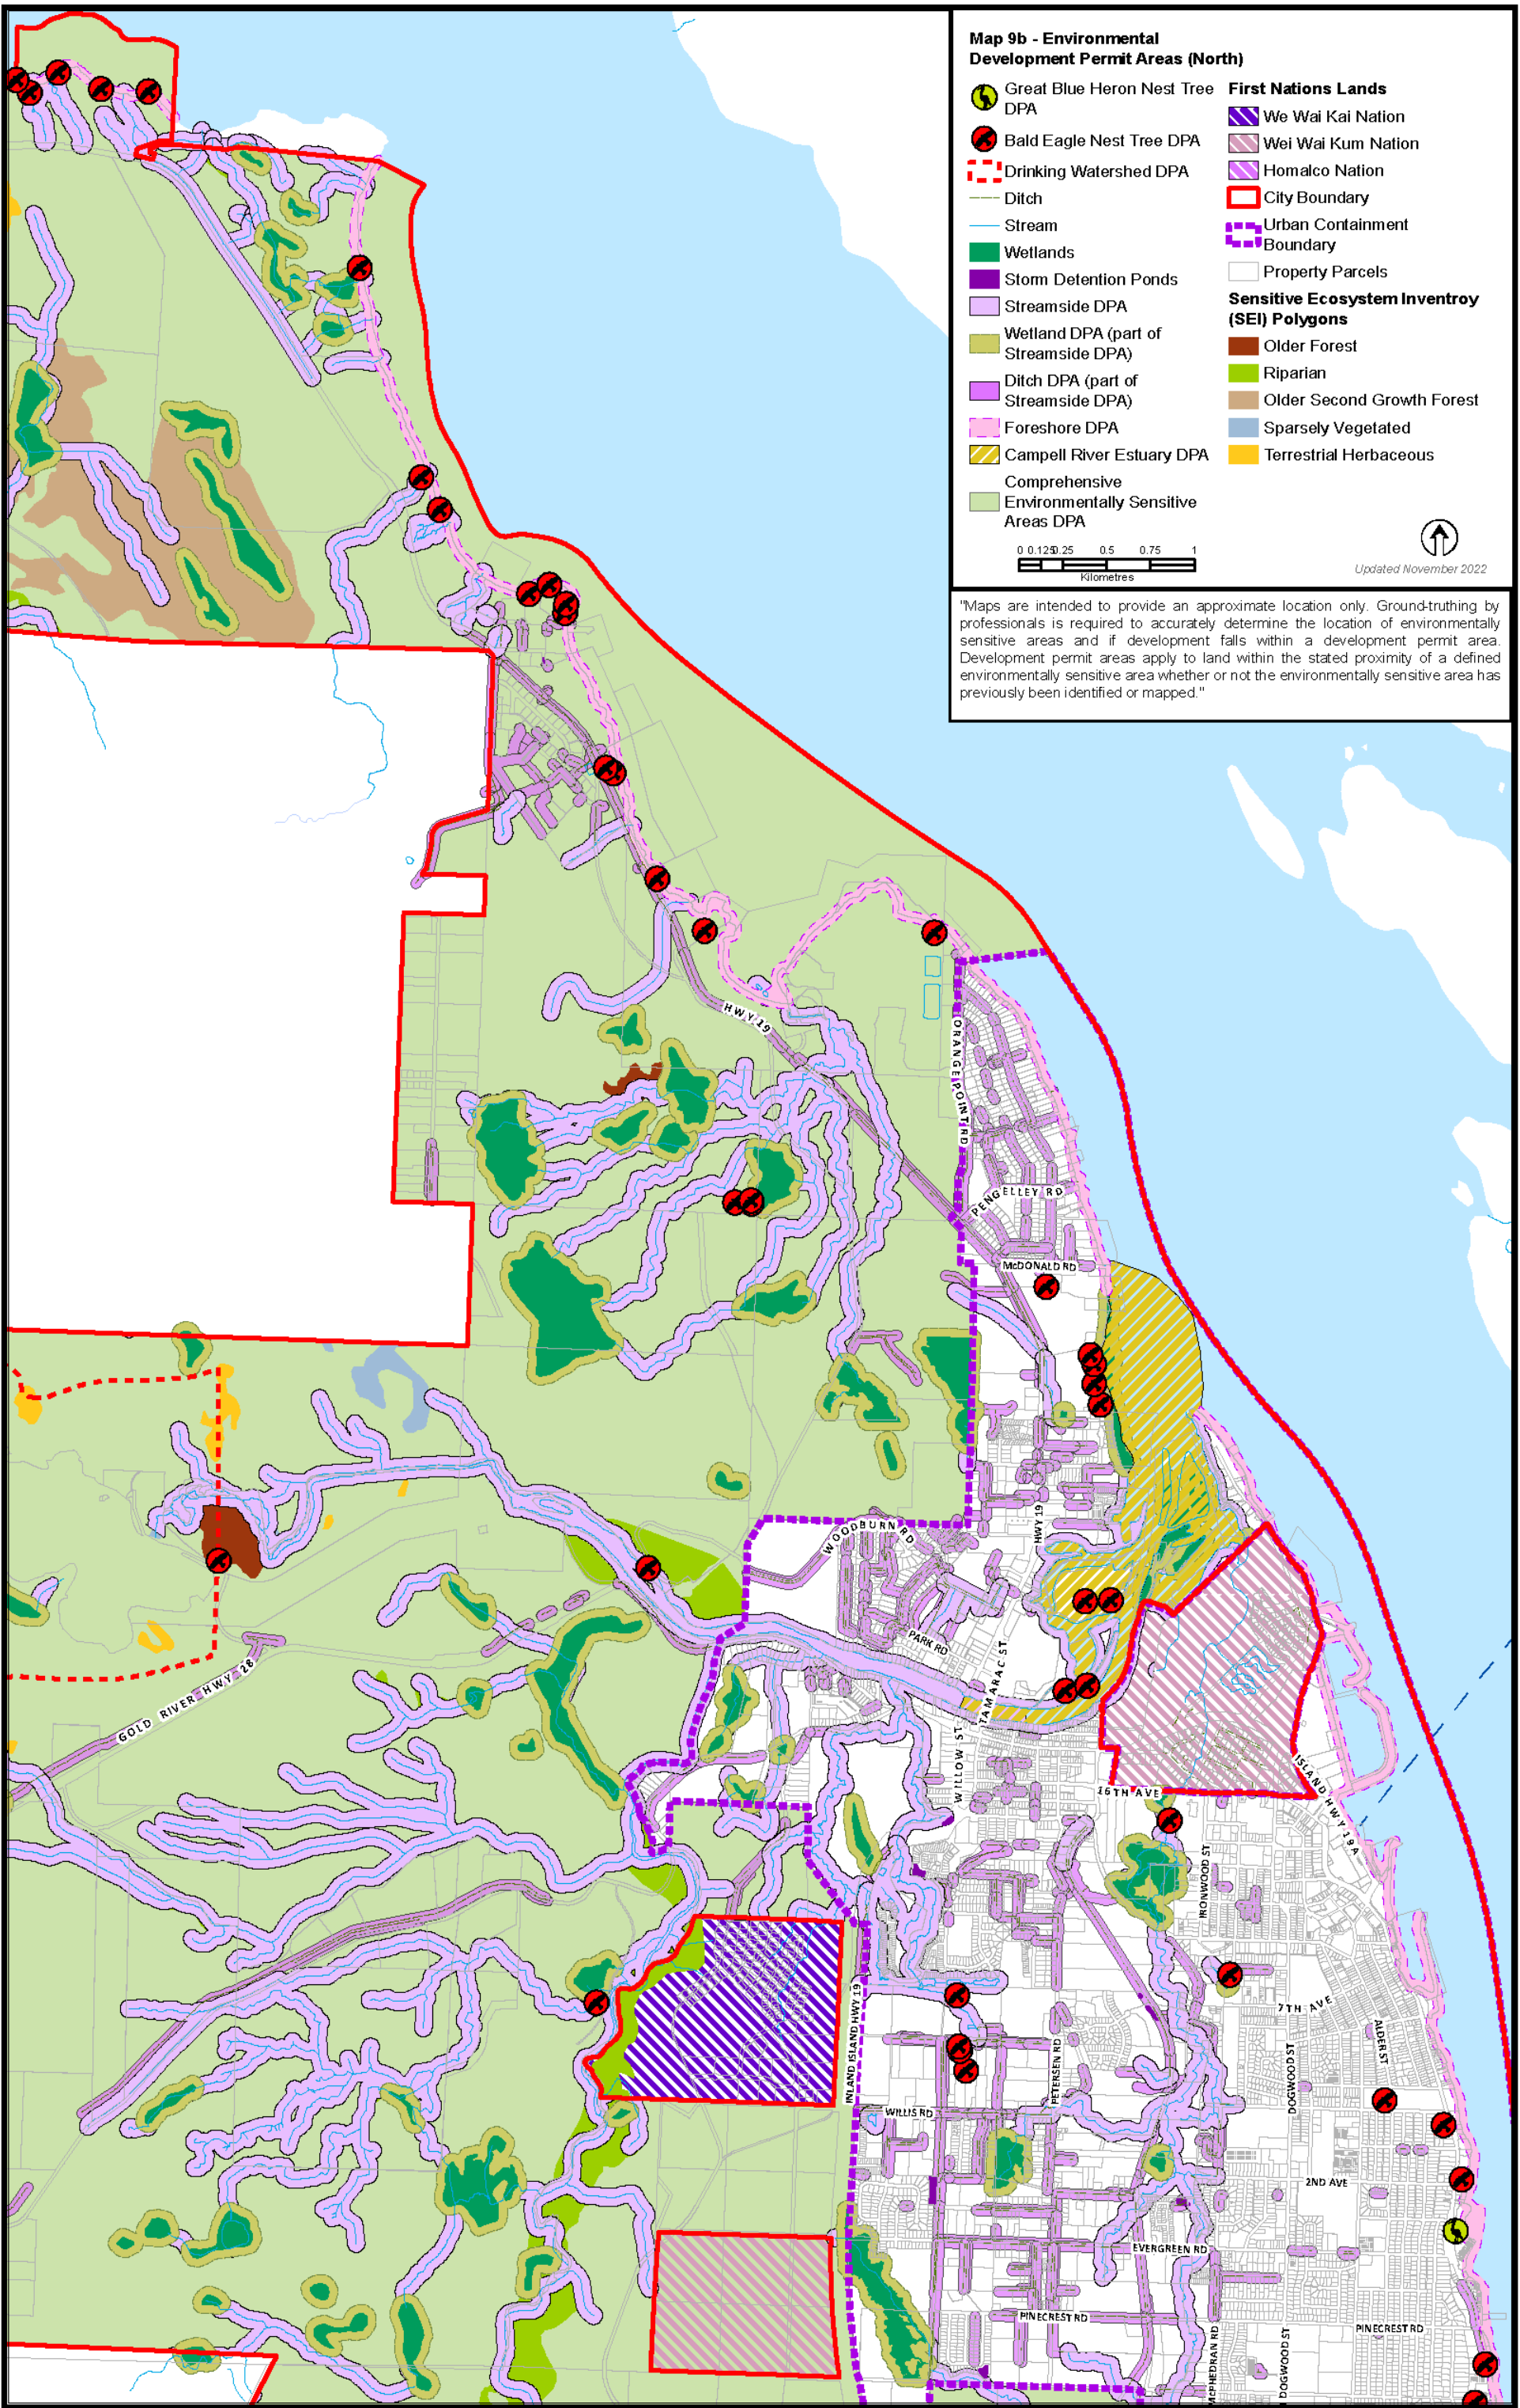 Map 9b - Environmental
Development Permit Areas (North)
Great Blue Heron Nest Tree
DPA
Bald Eagle Nest Tree DPA
Drinking Watershed DPA
Ditch
Stream
Wetlands
Storm Detention Ponds
Streamside DPA
Wetland DPA (part of
Streamside DPA)
Ditch DPA (part of
Streamside DPA)
Foreshore DPA
Campell River Estuary DPA
Comprehensive
Environmentally Sensitive
Areas DPA
First Nations Lands
We Wai Kai Nation
Wei Wai Kum Nation
Homalco Nation
City Boundary
Urban Containment
Boundary
Property Parcels
Sensitive Ecosystem Inventroy
(SEI) Polygons
Older Forest
Riparian
Older Second Growth Forest
Sparsely Vegetated
Terrestrial Herbaceous
0 0.125 0.25 0.5 0.75 1
Kilometres
Updated November 2022
"Maps are intended to provide an approximate location only. Ground-truthing by
professionals is required to accurately determine the location of environmentally
sensitive areas and if development falls within a development permit area.
Development permit areas apply to land within the stated proximity of a defined
environmentally sensitive area whether or not the environmentally sensitive area has
previously been identified or mapped."
HWY 19
ORANGE POINT RD
PENGELLEY RD
McDONALD RD
HWY 19
WOODBURN RD
PARK RD
TAMARAC ST
GOLD RIVER HWY 28
WILLOW ST
16TH AVE
ISLAND HWY 19A
IRONWOOD ST
INLAND ISLAND HWY 19
7TH AVE
ALDER ST
PETERSEN RD
DOGWOOD ST
WILLIS RD
2ND AVE
EVERGREEN RD
PINECREST RD
PINECREST RD
McPHEDRAN RD
DOGWOOD ST